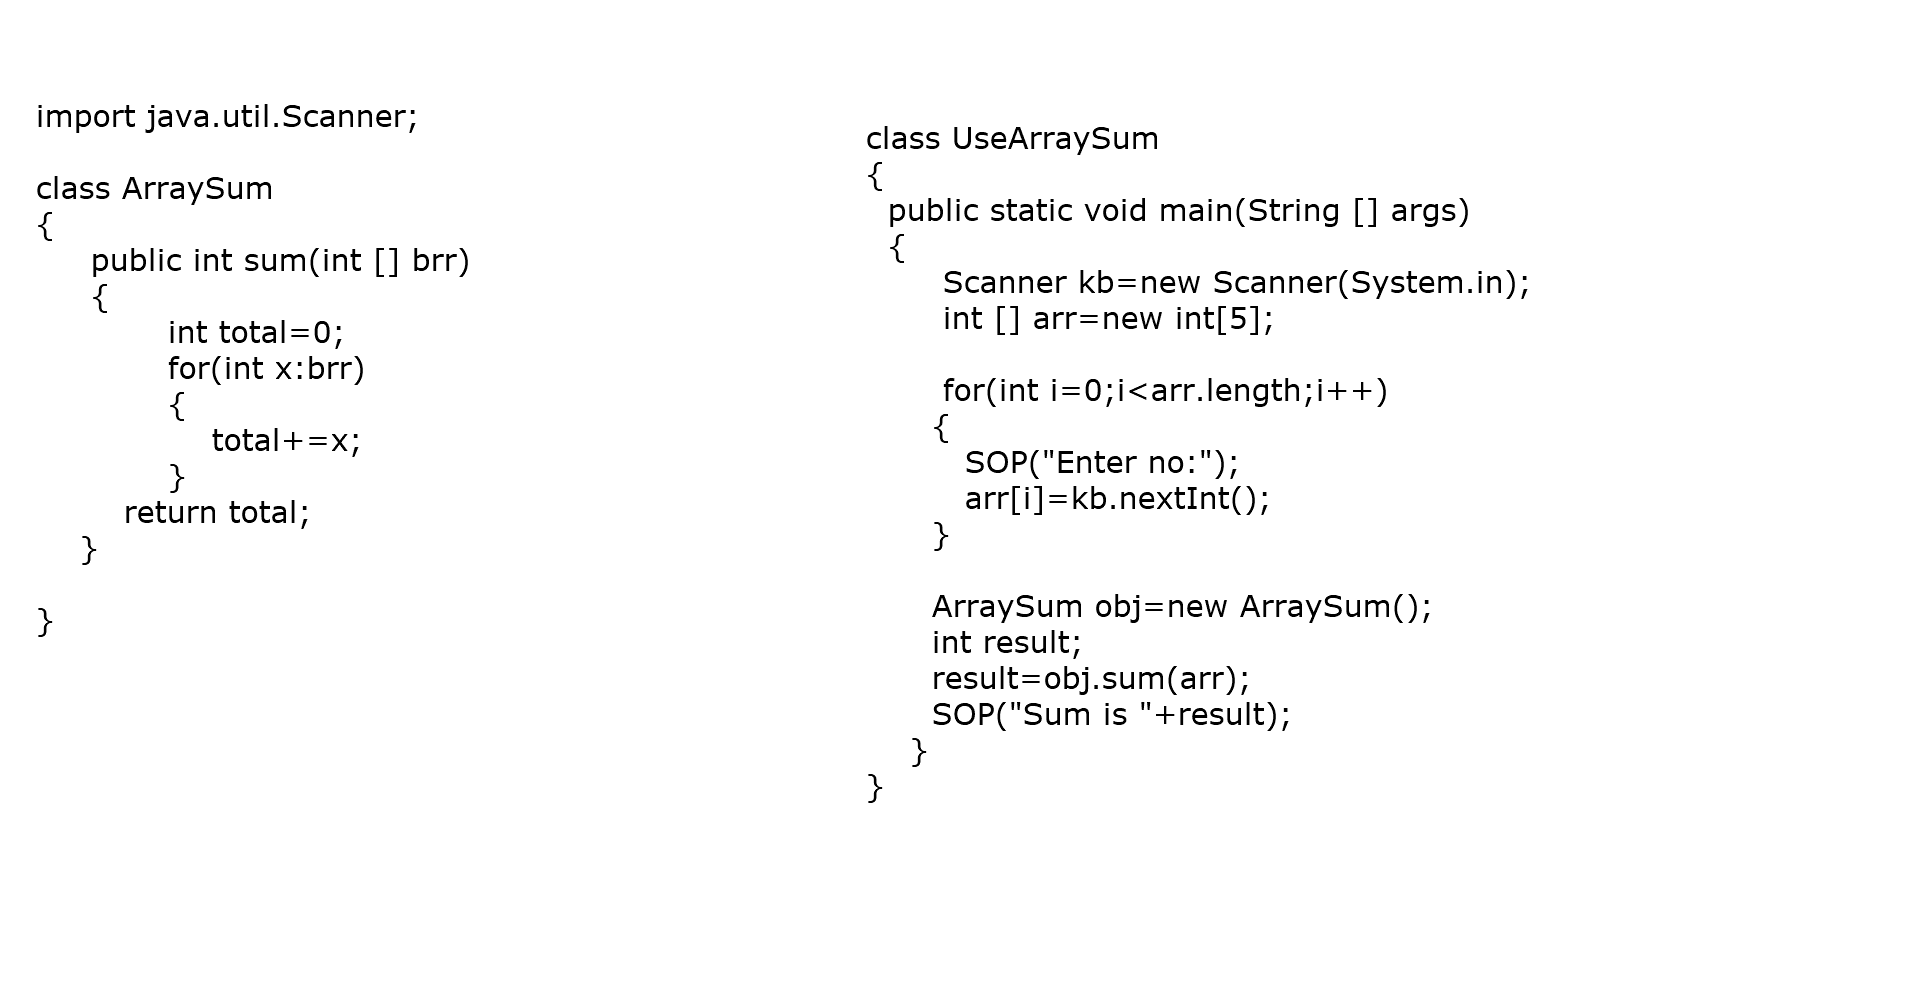 import java.util.Scanner;
class ArraySum
{
public int sum(int [] brr)
{
int total=0;
for(int x:brr)
{
total+=x;
}
return total;
}
}
class UseArraySum
{
public static void main(String [] args)
{
Scanner kb=new Scanner(System.in);
int [] arr=new int[5];
for(int i=0;i<arr.length;i++)
{
SOP("Enter no:");
arr[i]=kb.nextInt();
}
ArraySum obj=new ArraySum();
int result;
result=obj.sum(arr);
SOP("Sum is "+result);
}
}